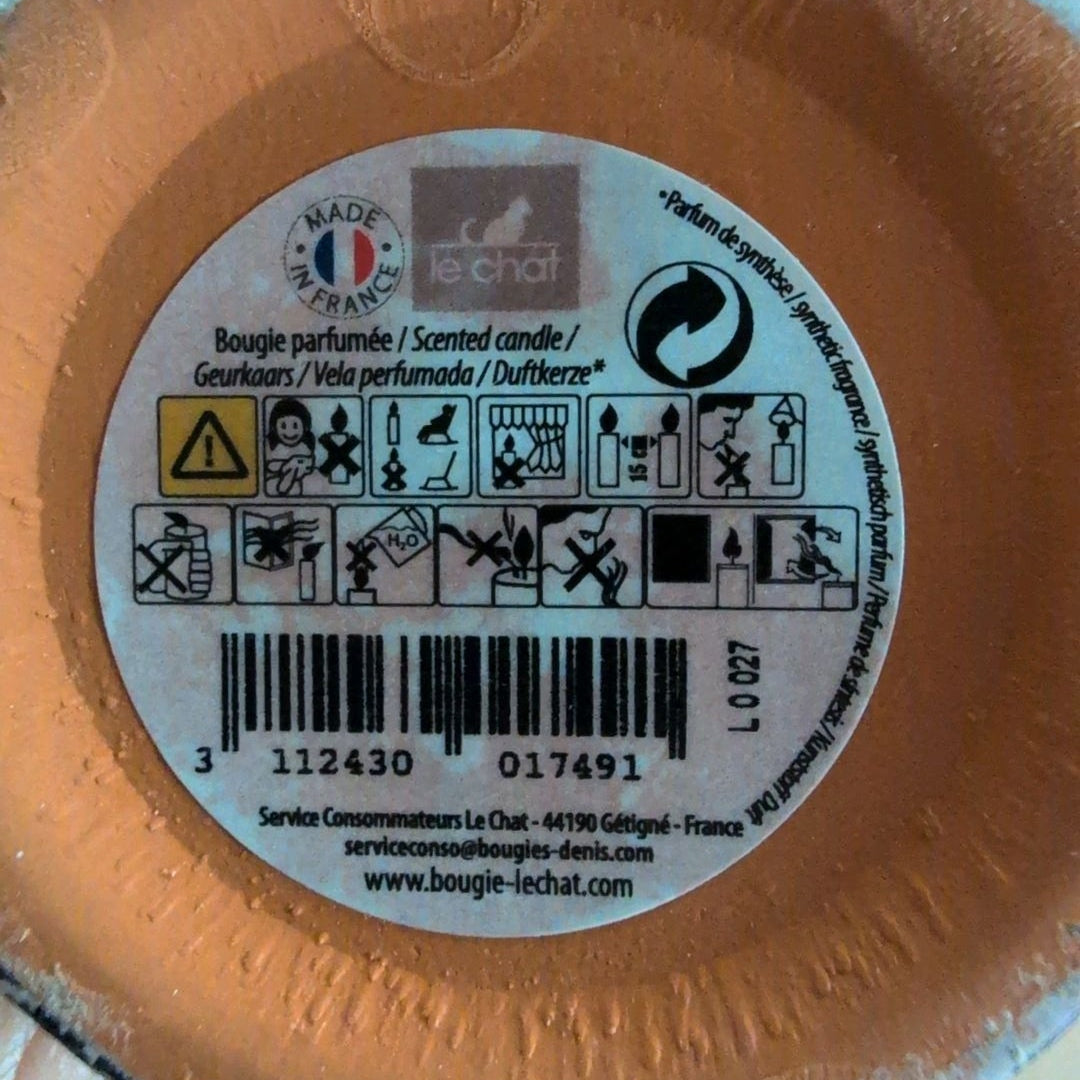 MADE IN FRANCE
le chat
Bougie parfumée / Scented candle /
Geurkaars / Vela perfumada / Duftkerze*
*Parfum de synthèse / synthetic fragrance / synthetisch parfum / Perfume de sintesis / Kunststoff Duft
15 cm
H₂O
L 0 027
3 112430 017491
Service Consommateurs Le Chat - 44190 Gétigné - France
serviceconso@bougies-denis.com
www.bougie-lechat.com